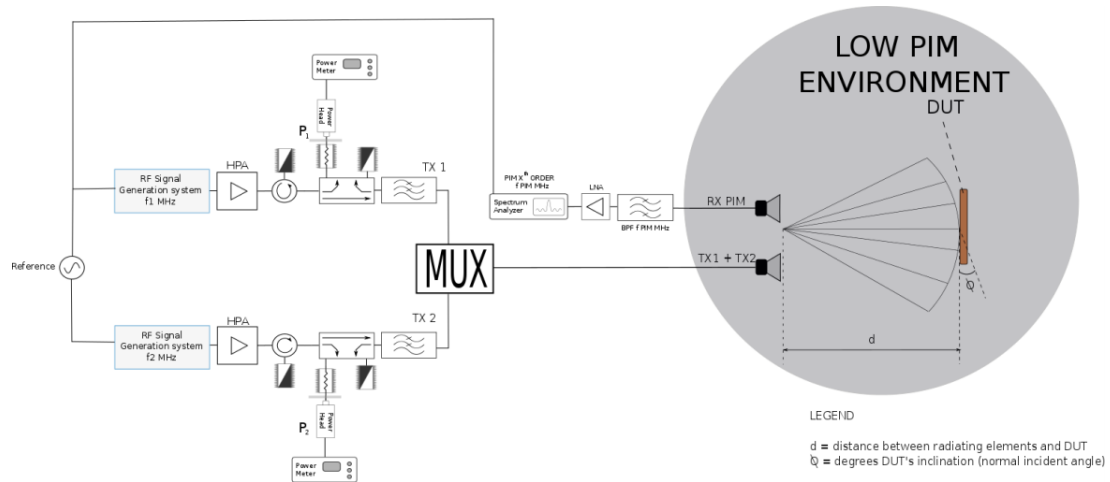 LOW PIM
ENVIRONMENT
DUT
Power
Meter
Power
Head
P1
HPA
TX 1
RF Signal
Generation system
f1 MHz
PIM Xth ORDER
f PIM MHz
LNA
Spectrum
Analyzer
BPF f PIM MHz
RX PIM
Reference
MUX
TX1 + TX2
Φ
HPA
TX 2
RF Signal
Generation system
f2 MHz
d
Power
Head
P2
Power
Meter
LEGEND
d = distance between radiating elements and DUT
Φ = degrees DUT's inclination (normal incident angle)